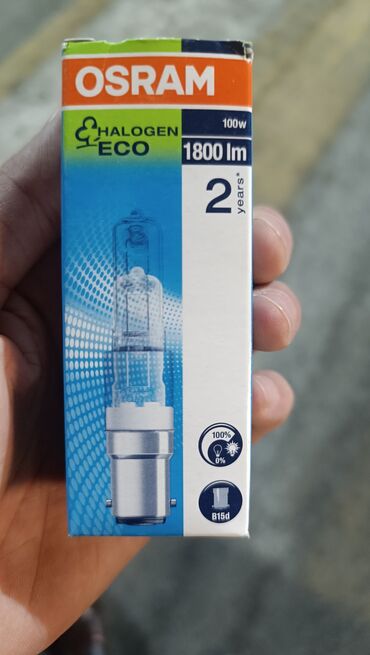 OSRAM
HALOGEN
ECO
100w
1800 lm
2 years*
100%
0%
B15d